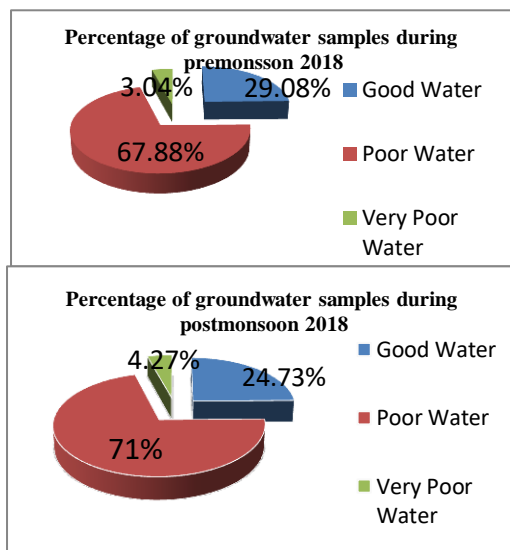 Percentage of groundwater samples during
premonsson 2018
3.04%
29.08%
67.88%
Good Water
Poor Water
Very Poor
Water
Percentage of groundwater samples during
postmonsoon 2018
4.27%
24.73%
71%
Good Water
Poor Water
Very Poor
Water